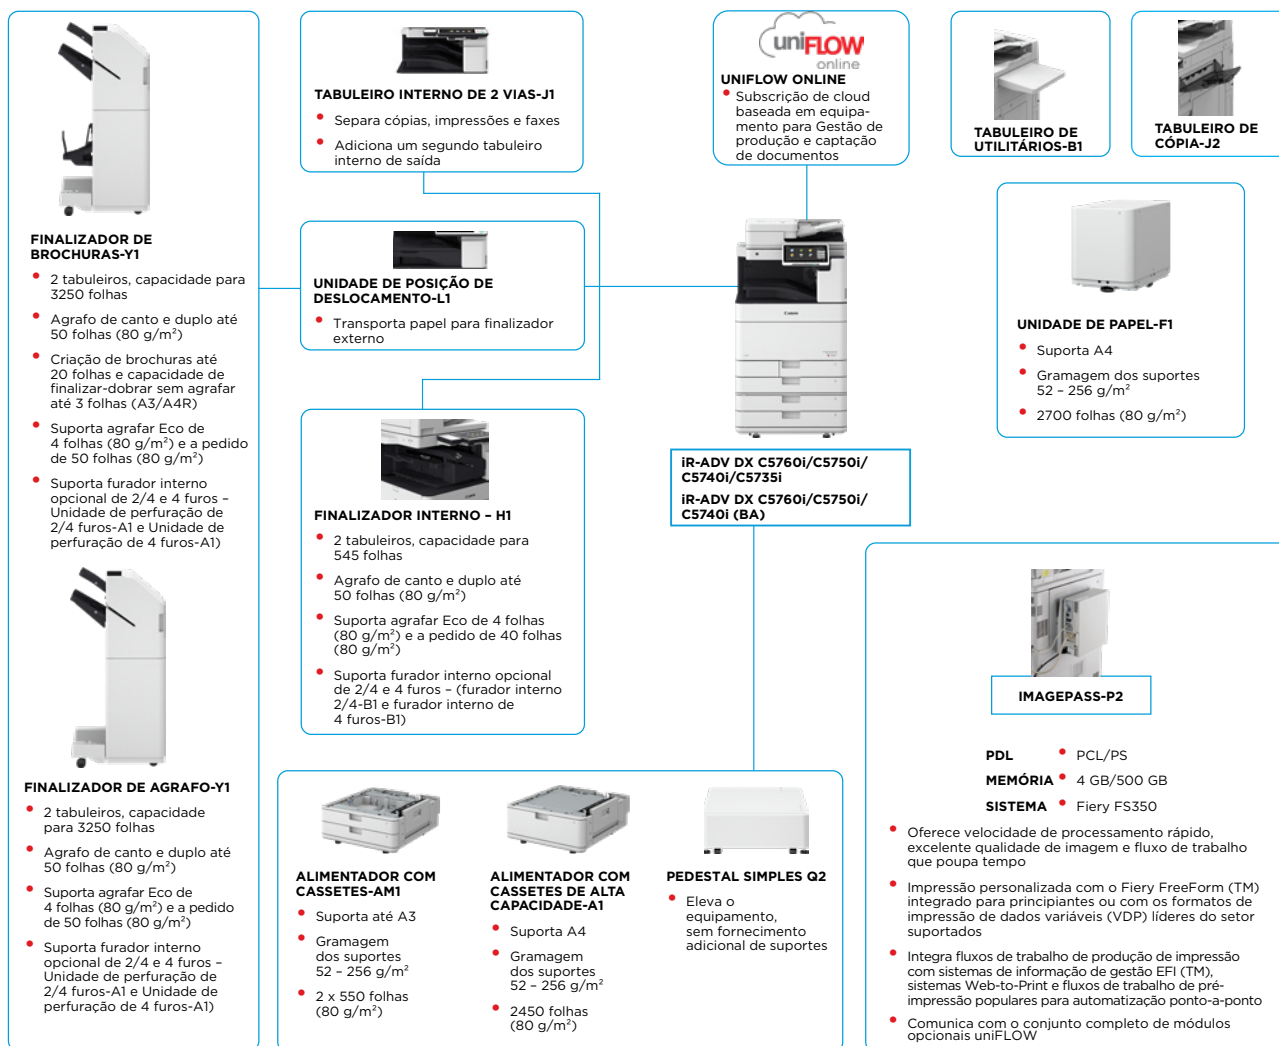 FINALIZADOR DE
BROCHURAS-Y1
2 tabuleiros, capacidade para
3250 folhas
Agrafo de canto e duplo até
50 folhas (80 g/m²)
Criação de brochuras até
20 folhas e capacidade de
finalizar-dobrar sem agrafar
até 3 folhas (A3/A4R)
Suporta agrafar Eco de
4 folhas (80 g/m²) e a pedido
de 50 folhas (80 g/m²)
Suporta furador interno
opcional de 2/4 e 4 furos –
Unidade de perfuração de
2/4 furos-A1 e Unidade de
perfuração de 4 furos-A1)
FINALIZADOR DE AGRAFO-Y1
2 tabuleiros, capacidade
para 3250 folhas
Agrafo de canto e duplo até
50 folhas (80 g/m²)
Suporta agrafar Eco de
4 folhas (80 g/m²) e a pedido
de 50 folhas (80 g/m²)
Suporta furador interno
opcional de 2/4 e 4 furos –
Unidade de perfuração de
2/4 furos-A1 e Unidade de
perfuração de 4 furos-A1)
TABULEIRO INTERNO DE 2 VIAS-J1
Separa cópias, impressões e faxes
Adiciona um segundo tabuleiro
interno de saída
UNIDADE DE POSIÇÃO DE
DESLOCAMENTO-L1
Transporta papel para finalizador
externo
FINALIZADOR INTERNO – H1
2 tabuleiros, capacidade para
545 folhas
Agrafo de canto e duplo até
50 folhas (80 g/m²)
Suporta agrafar Eco de 4 folhas
(80 g/m²) e a pedido de 40 folhas
(80 g/m²)
Suporta furador interno opcional
de 2/4 e 4 furos – (furador interno
2/4-B1 e furador interno de
4 furos-B1)
uniFLOW
online
UNIFLOW ONLINE
Subscrição de cloud
baseada em equipa-
mento para Gestão de
produção e captação
de documentos
Canon
iR-ADV DX C5760i/C5750i/
C5740i/C5735i
iR-ADV DX C5760i/C5750i/
C5740i (BA)
TABULEIRO DE
UTILITÁRIOS-B1
TABULEIRO DE
CÓPIA-J2
UNIDADE DE PAPEL-F1
Suporta A4
Gramagem dos suportes
52 – 256 g/m²
2700 folhas (80 g/m²)
ALIMENTADOR COM
CASSETES-AM1
Suporta até A3
Gramagem
dos suportes
52 – 256 g/m²
2 x 550 folhas
(80 g/m²)
ALIMENTADOR COM
CASSETES DE ALTA
CAPACIDADE-A1
Suporta A4
Gramagem
dos suportes
52 – 256 g/m²
2450 folhas
(80 g/m²)
PEDESTAL SIMPLES Q2
Eleva o
equipamento,
sem fornecimento
adicional de suportes
IMAGEPASS-P2
PDL PCL/PS
MEMÓRIA 4 GB/500 GB
SISTEMA Fiery FS350
Oferece velocidade de processamento rápido,
excelente qualidade de imagem e fluxo de trabalho
que poupa tempo
Impressão personalizada com o Fiery FreeForm (TM)
integrado para principiantes ou com os formatos de
impressão de dados variáveis (VDP) líderes do setor
suportados
Integra fluxos de trabalho de produção de impressão
com sistemas de informação de gestão EFI (TM),
sistemas Web-to-Print e fluxos de trabalho de pré-
impressão populares para automatização ponto-a-ponto
Comunica com o conjunto completo de módulos
opcionais uniFLOW